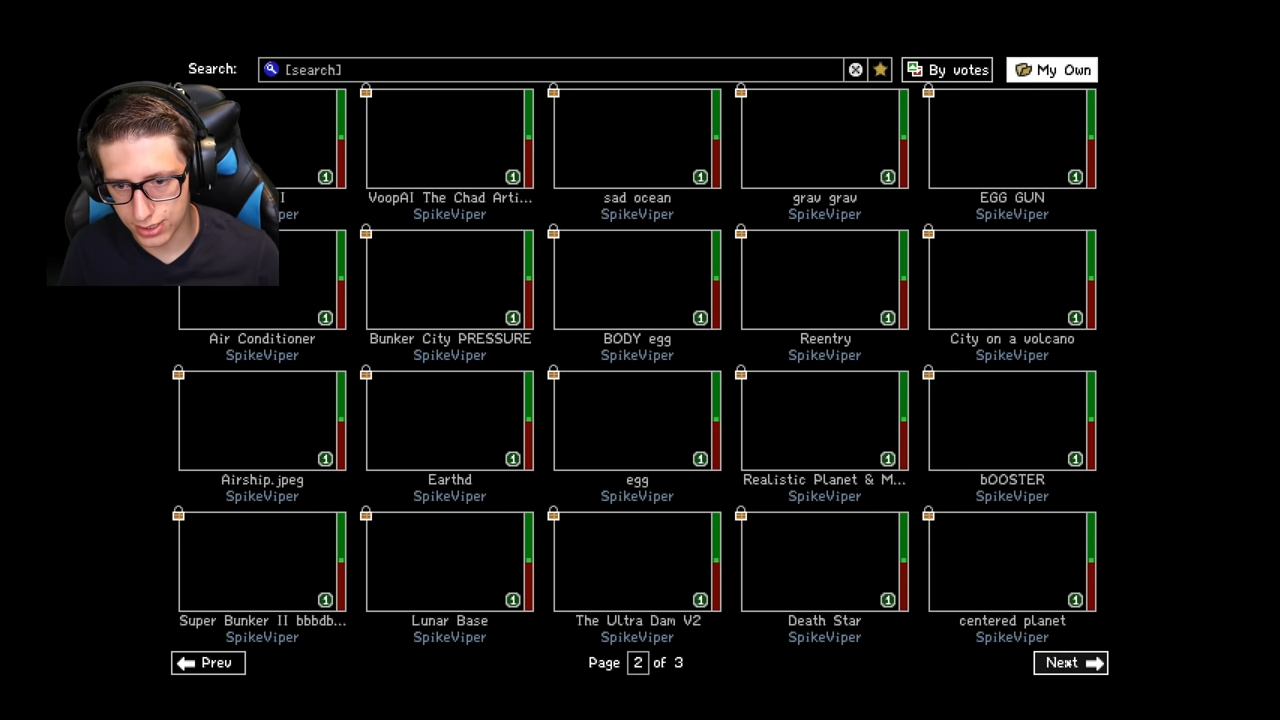 Search: [search] By votes My Own
I VoopAI The Chad Arti... sad ocean grav grav EGG GUN
per SpikeViper SpikeViper SpikeViper SpikeViper
Air Conditioner Bunker City PRESSURE BODY egg Reentry City on a volcano
SpikeViper SpikeViper SpikeViper SpikeViper SpikeViper
Airship.jpeg Earthd egg Realistic Planet & M... bOOSTER
SpikeViper SpikeViper SpikeViper SpikeViper SpikeViper
Super Bunker II bbbdb... Lunar Base The Ultra Dam V2 Death Star centered planet
SpikeViper SpikeViper SpikeViper SpikeViper SpikeViper
Prev Page 2 of 3 Next